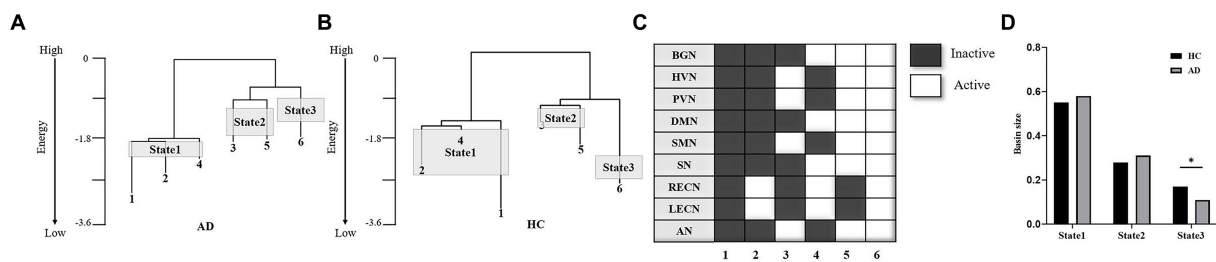 A
High
0
Energy
-1.8
-3.6
Low
State1
State2
State3
1
2
4
3
5
6
AD
B
High
0
Energy
-1.8
-3.6
Low
State1
State2
State3
2
4
1
3
5
6
HC
C
BGN
HVN
PVN
DMN
SMN
SN
RECN
LECN
AN
1 2 3 4 5 6
Inactive
Active
D
0.8
0.6
0.4
0.2
0.0
Basin size
HC
AD
*
State1 State2 State3